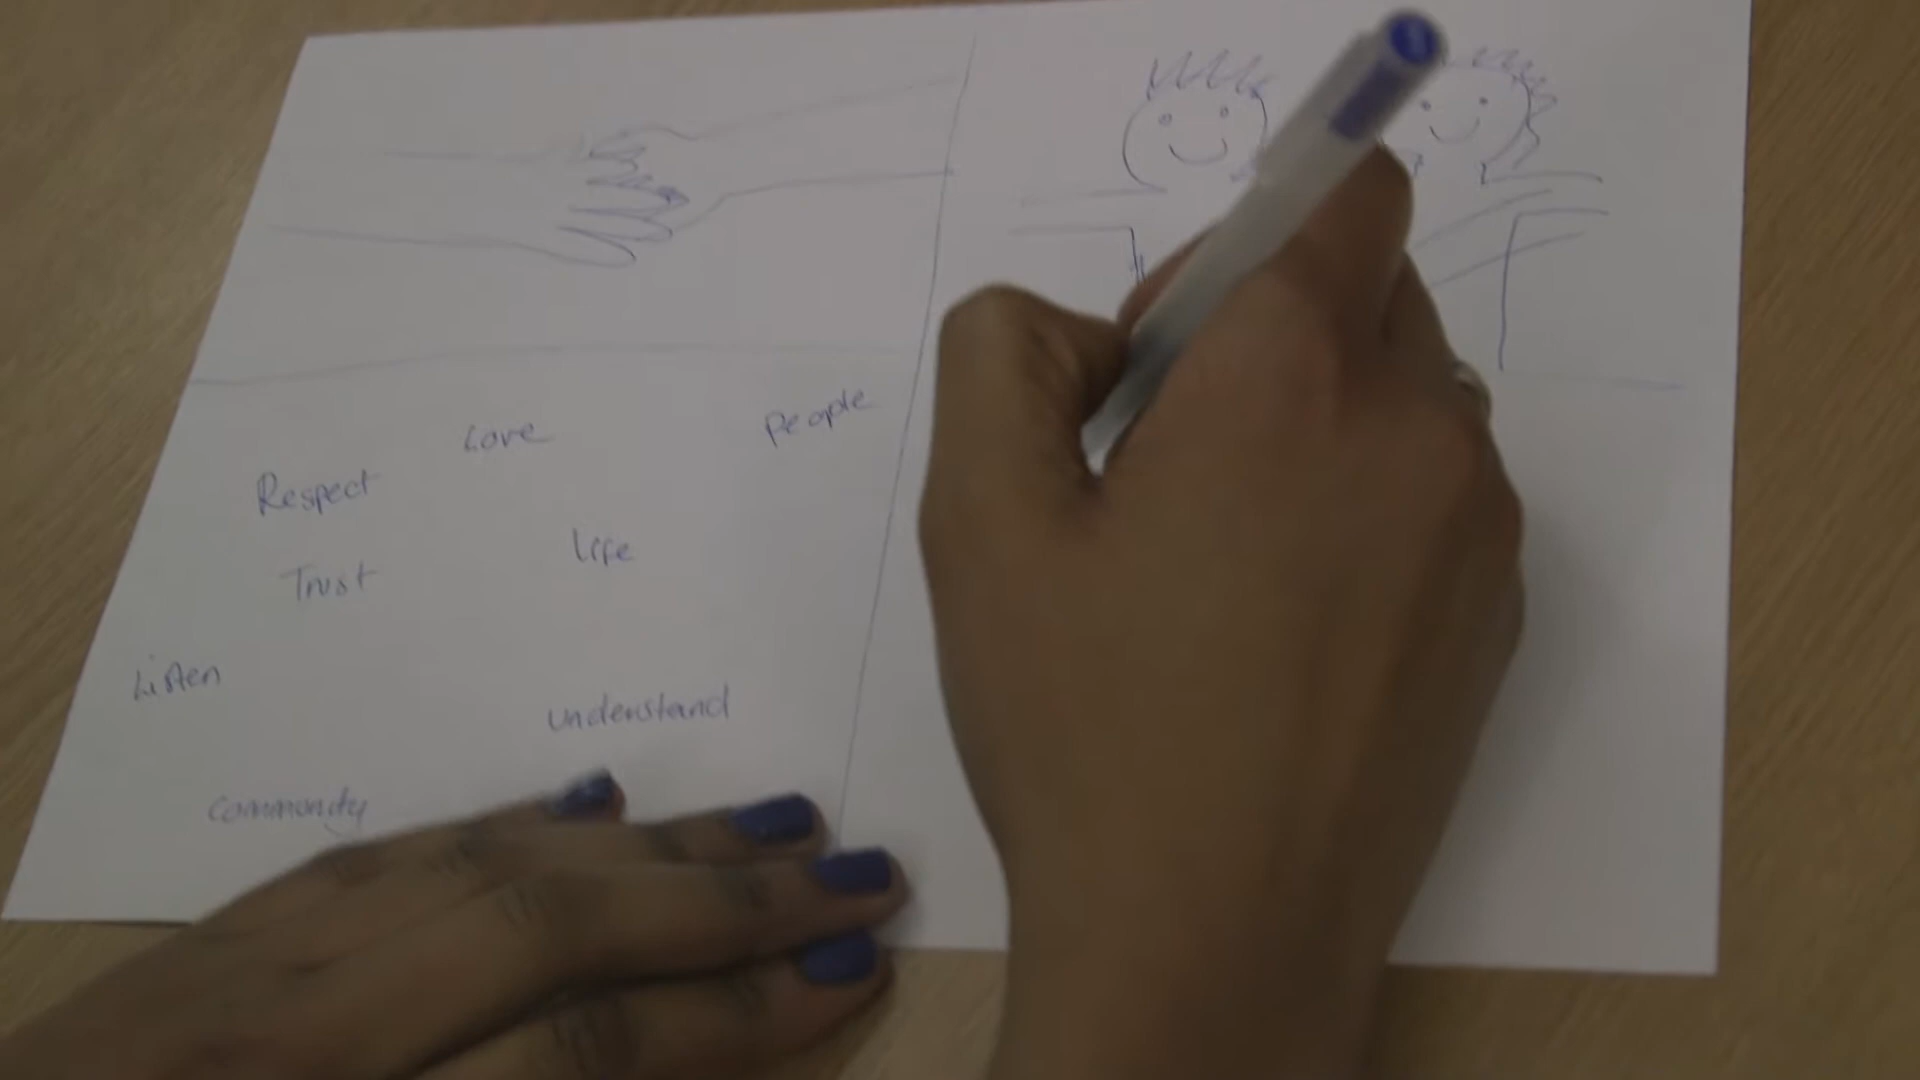 Love
People
Respect
Life
Trust
Listen
understand
Community